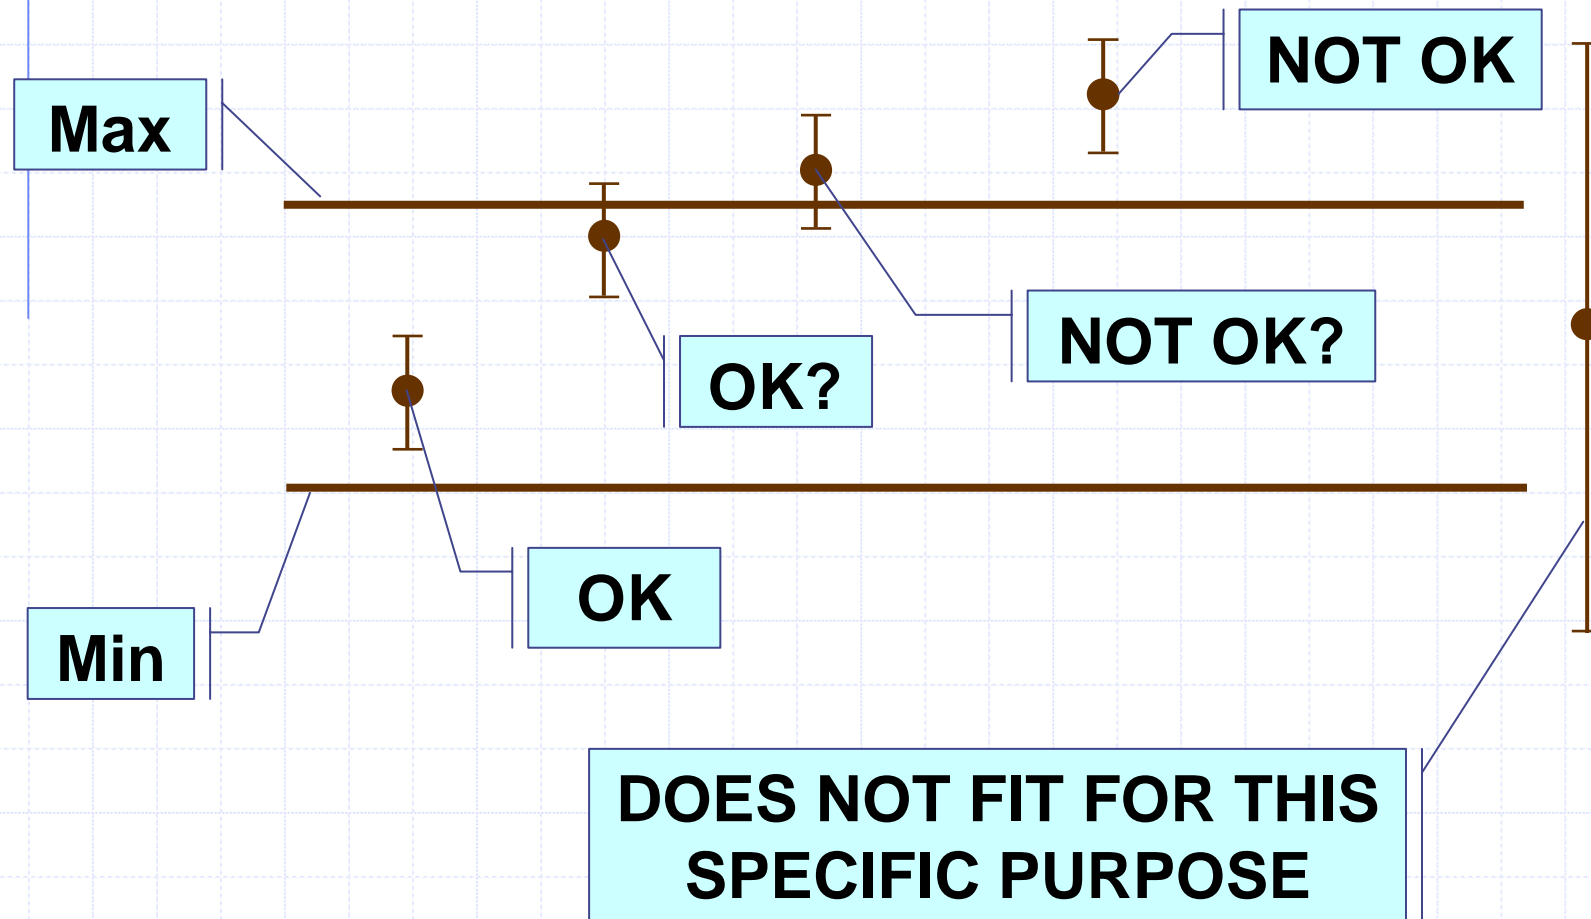 NOT OK
Max
NOT OK?
OK?
OK
Min
DOES NOT FIT FOR THIS
SPECIFIC PURPOSE